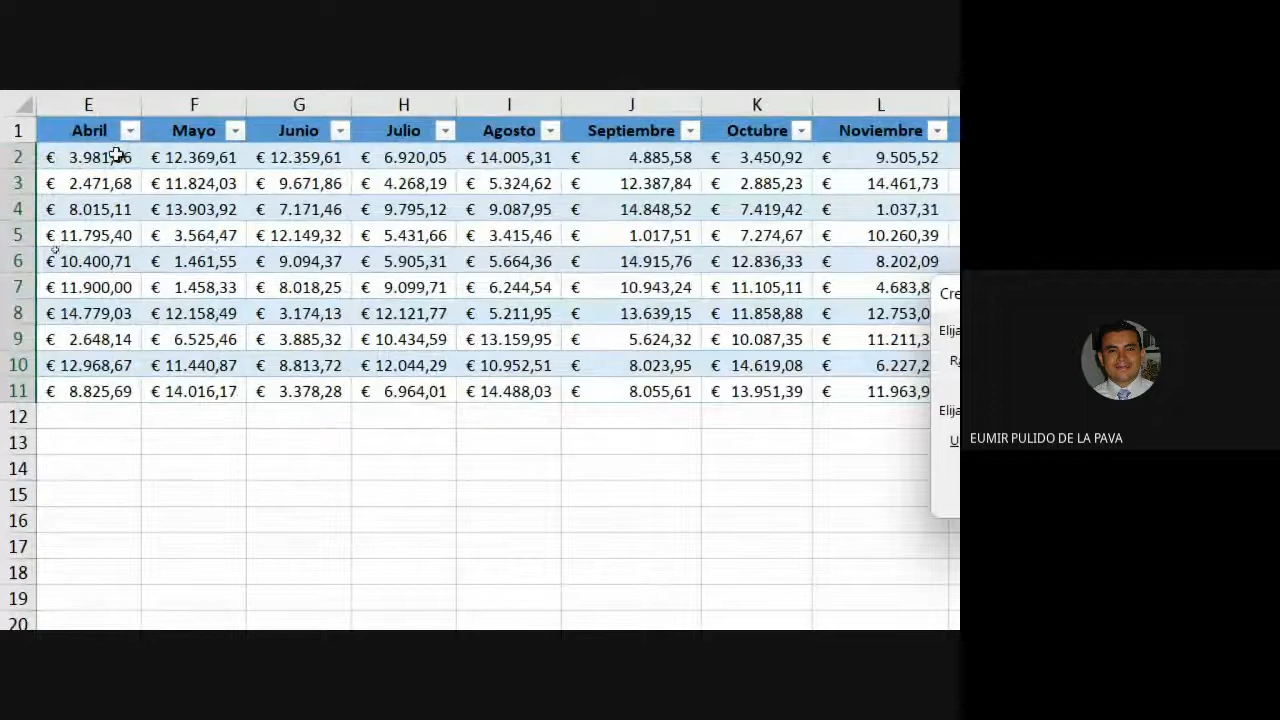 E F G H I J K L
1 Abril Mayo Junio Julio Agosto Septiembre Octubre Noviembre
2 € € 12.369,61 € 12.359,61 € 6.920,05 € 14.005,31 € 4.885,58 € 3.450,92 € 9.505,52
3 € 2.471,68 € 11.824,03 € 9.671,86 € 4.268,19 € 5.324,62 € 12.387,84 € 2.885,23 € 14.461,73
4 € 8.015,11 € 13.903,92 € 7.171,46 € 9.795,12 € 9.087,95 € 14.848,52 € 7.419,42 € 1.037,31
5 € 11.795,40 € 3.564,47 € 12.149,32 € 5.431,66 € 3.415,46 € 1.017,51 € 7.274,67 € 10.260,39
6 € 10.400,71 € 1.461,55 € 9.094,37 € 5.905,31 € 5.664,36 € 14.915,76 € 12.836,33 € 8.202,09
7 € 11.900,00 € 1.458,33 € 8.018,25 € 9.099,71 € 6.244,54 € 10.943,24 € 11.105,11 € 4.683,8
8 € 14.779,03 € 12.158,49 € 3.174,13 € 12.121,77 € 5.211,95 € 13.639,15 € 11.858,88 € 12.753,0
9 € 2.648,14 € 6.525,46 € 3.885,32 € 10.434,59 € 13.159,95 € 5.624,32 € 10.087,35 € 11.211,3
10 € 12.968,67 € 11.440,87 € 8.813,72 € 12.044,29 € 10.952,51 € 8.023,95 € 14.619,08 € 6.227,2
11 € 8.825,69 € 14.016,17 € 3.378,28 € 6.964,01 € 14.488,03 € 8.055,61 € 13.951,39 € 11.963,9
12
13
14
15
16
17
18
19
20
Cre
Elija
Elija
U
EUMIR PULIDO DE LA PAVA